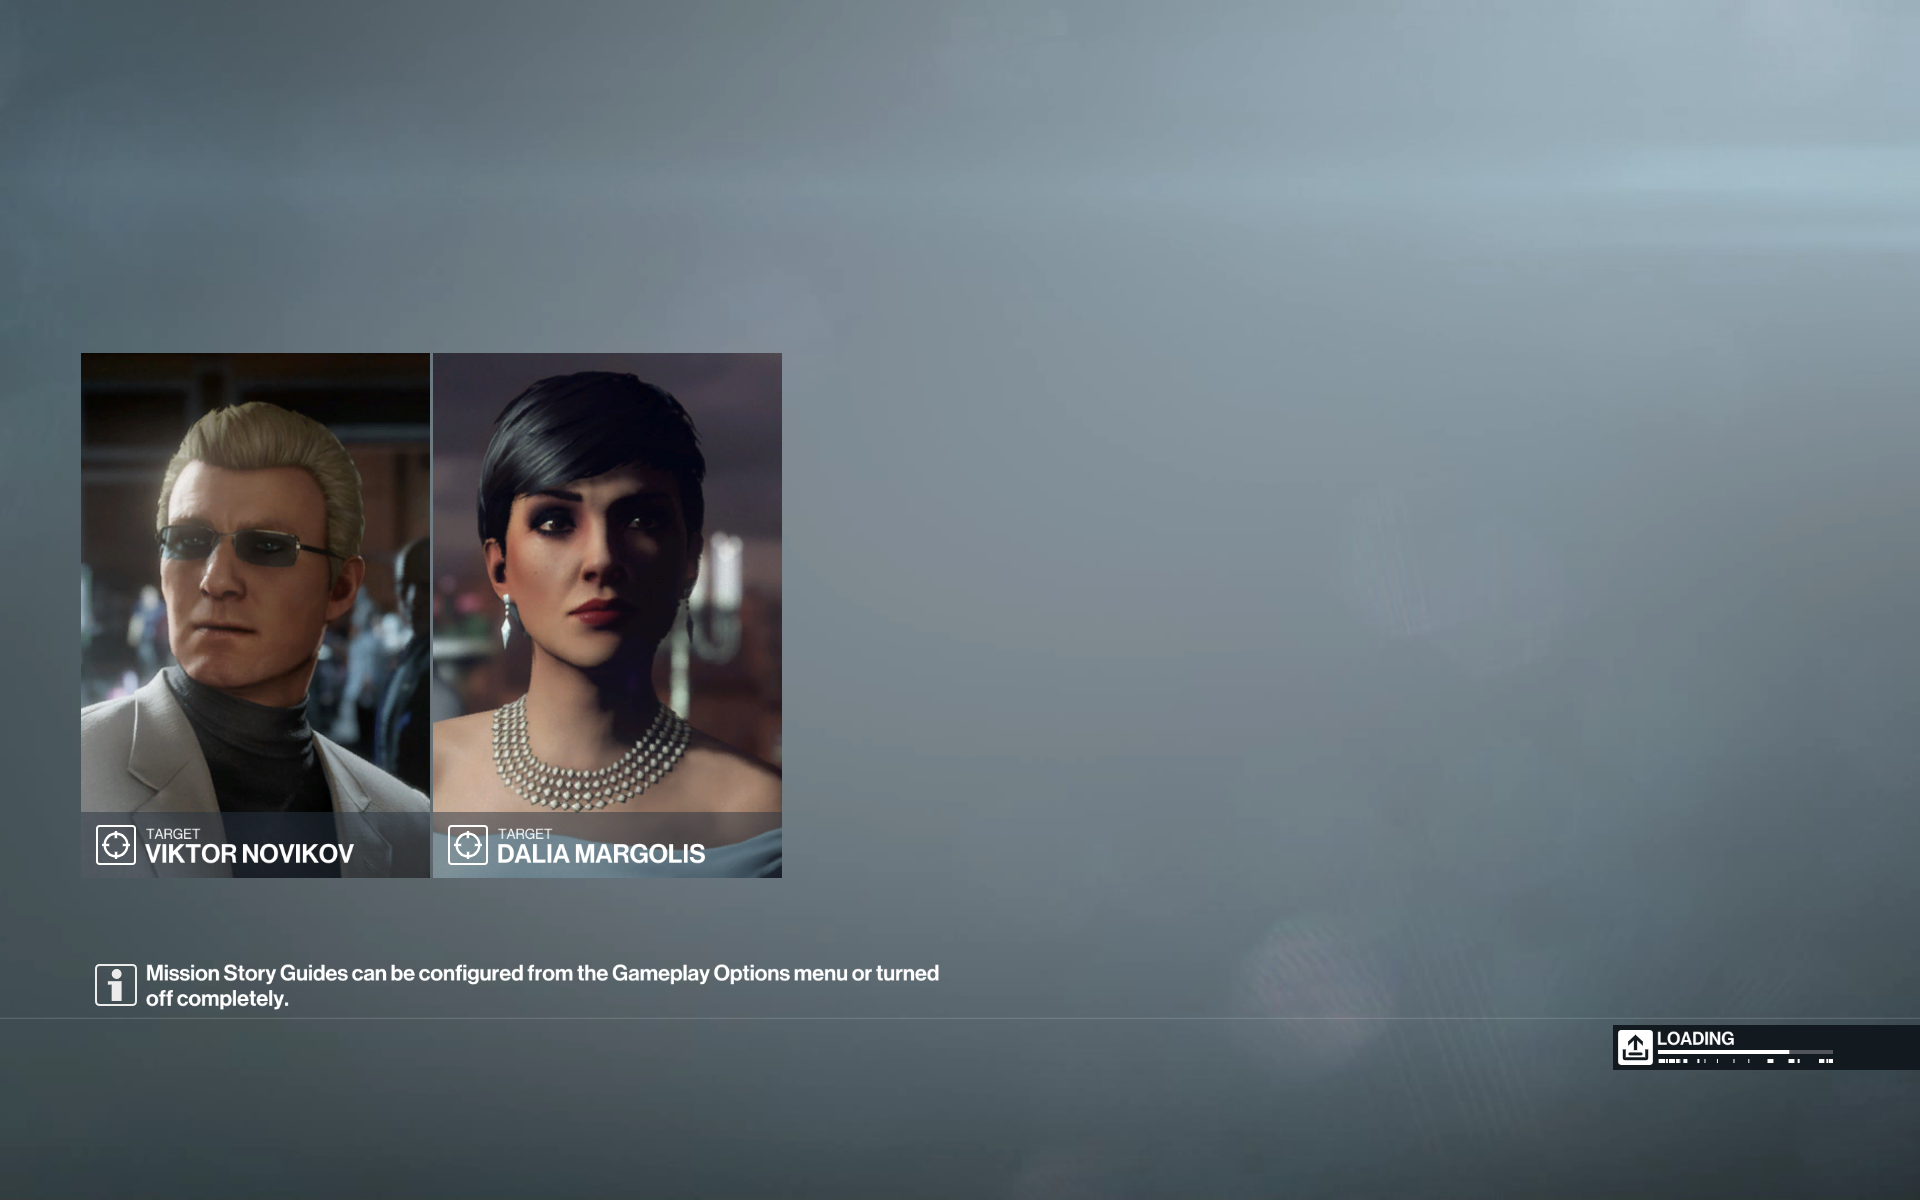 TARGET
VIKTOR NOVIKOV
TARGET
DALIA MARGOLIS
Mission Story Guides can be configured from the Gameplay Options menu or turned
off completely.
LOADING